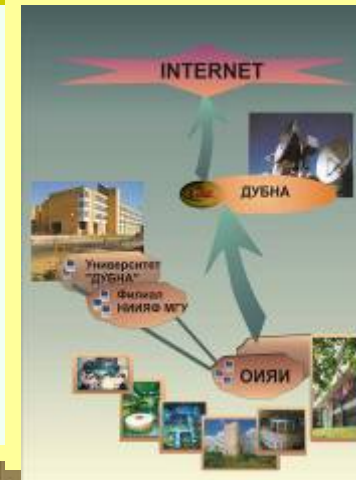 INTERNET
ДУБНА
Университет
"ДУБНА"
Филиал
НИИЯФ МГУ
ОИЯИ